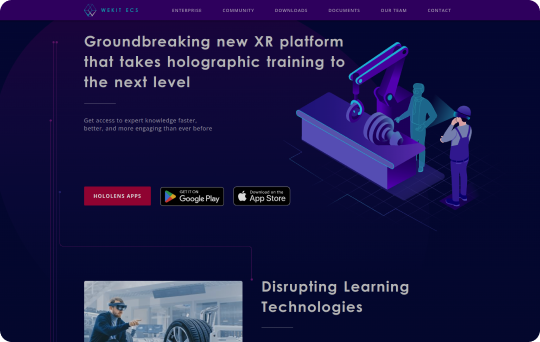 WEKIT ECS
ENTERPRISE COMMUNITY DOWNLOADS DOCUMENTS OUR TEAM CONTACT
Groundbreaking new XR platform
that takes holographic training to
the next level
Get access to expert knowledge faster,
better, and more engaging than ever before
HOLOLENS APPS
GET IT ON
Google Play
Download on the
App Store
Disrupting Learning
Technologies